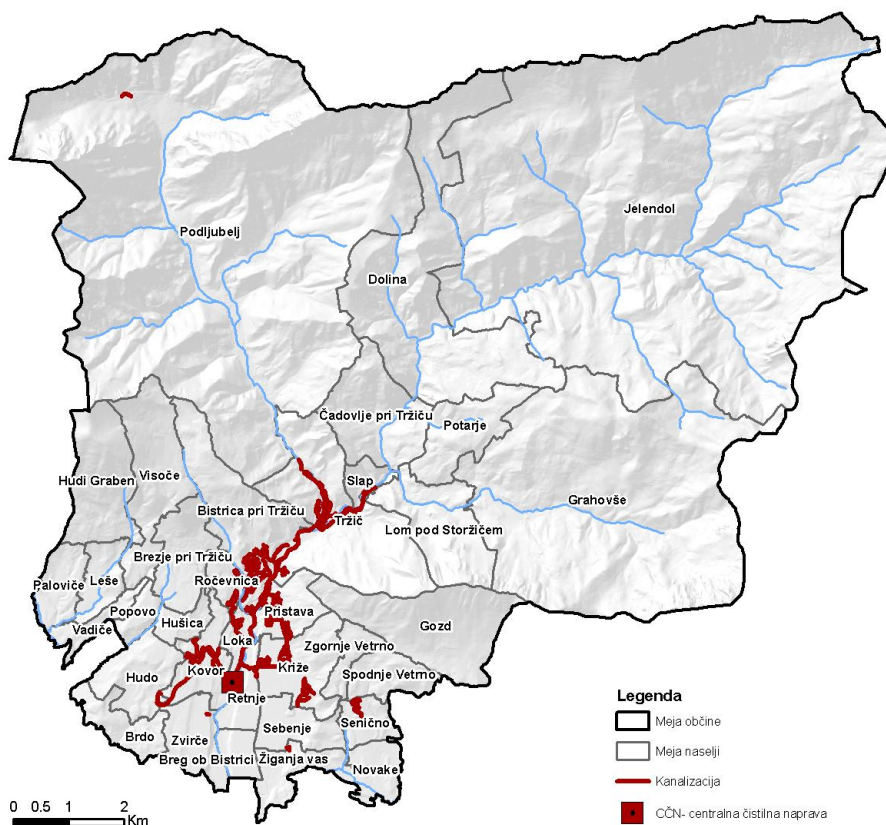 Podljubelj
Jelendol
Dolina
Čadovlje pri Tržiču
Potarje
Hudi Graben
Visoče
Slap
Bistrica pri Tržiču
Tržič
Grahovše
Lom pod Storžičem
Brezje pri Tržiču
Paloviče
Leše
Ročevnica
Popovo
Pristava
Vadiče
Hušica
Gozd
Loka
Zgornje Vetrno
Kovor
Križe
Hudo
Spodnje Vetrno
Retnje
Brdo
Zvirče
Sebenje
Senično
Breg ob Bistrici
Žiganja vas
Novake
Legenda
Meja občine
Meja naselji
Kanalizacija
CČN- centralna čistilna naprava
0 0.5 1 2
Km